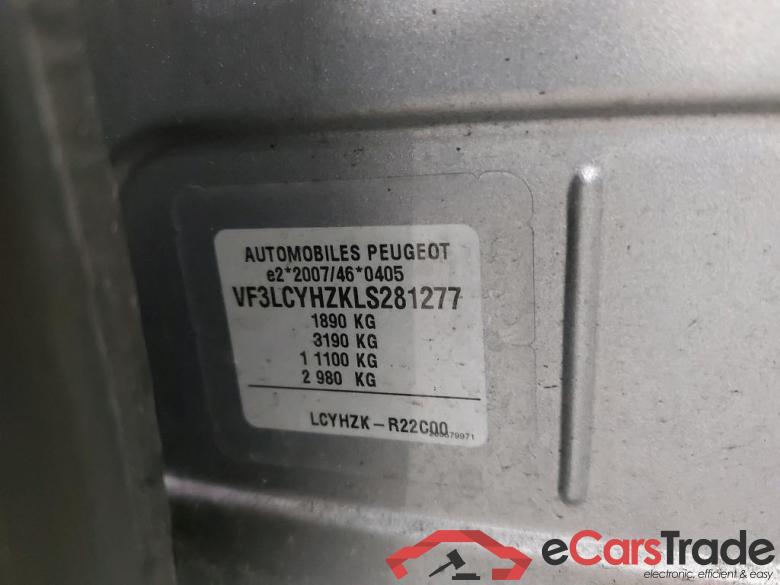 AUTOMOBILES PEUGEOT
e2*2007/46*0405
VF3LCYHZKLS281277
1890 KG
3190 KG
1 1100 KG
2 980 KG
LCYHZK-R22C00
eCarsTrade
electronic, efficient & easy